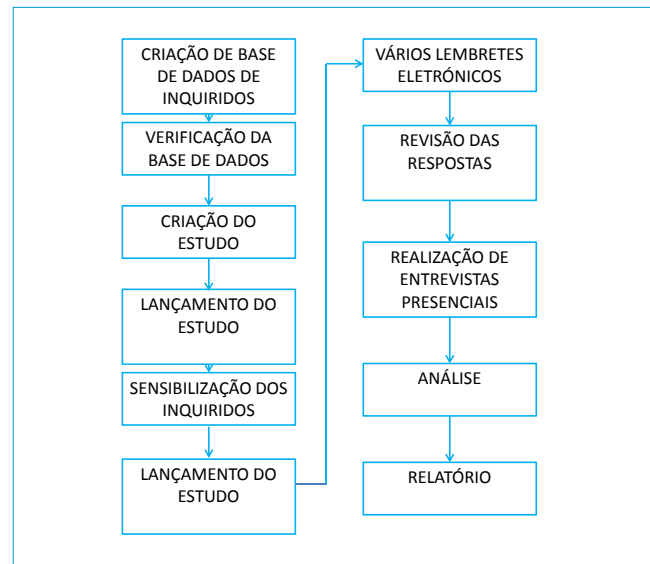 CRIAÇÃO DE BASE
DE DADOS DE
INQUIRIDOS
VERIFICAÇÃO DA
BASE DE DADOS
CRIAÇÃO DO
ESTUDO
LANÇAMENTO DO
ESTUDO
SENSIBILIZAÇÃO DOS
INQUIRIDOS
LANÇAMENTO DO
ESTUDO
VÁRIOS LEMBRETES
ELETRÓNICOS
REVISÃO DAS
RESPOSTAS
REALIZAÇÃO DE
ENTREVISTAS
PRESENCIAIS
ANÁLISE
RELATÓRIO